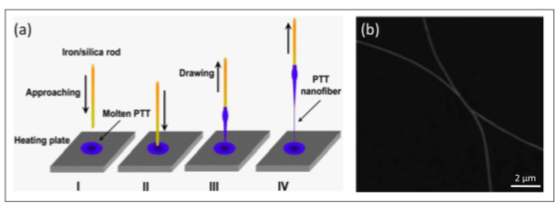 (a)
Iron/silica rod
Approaching
Molten PTT
Heating plate
Drawing
PTT
nanofiber
I
II
III
IV
(b)
2 µm